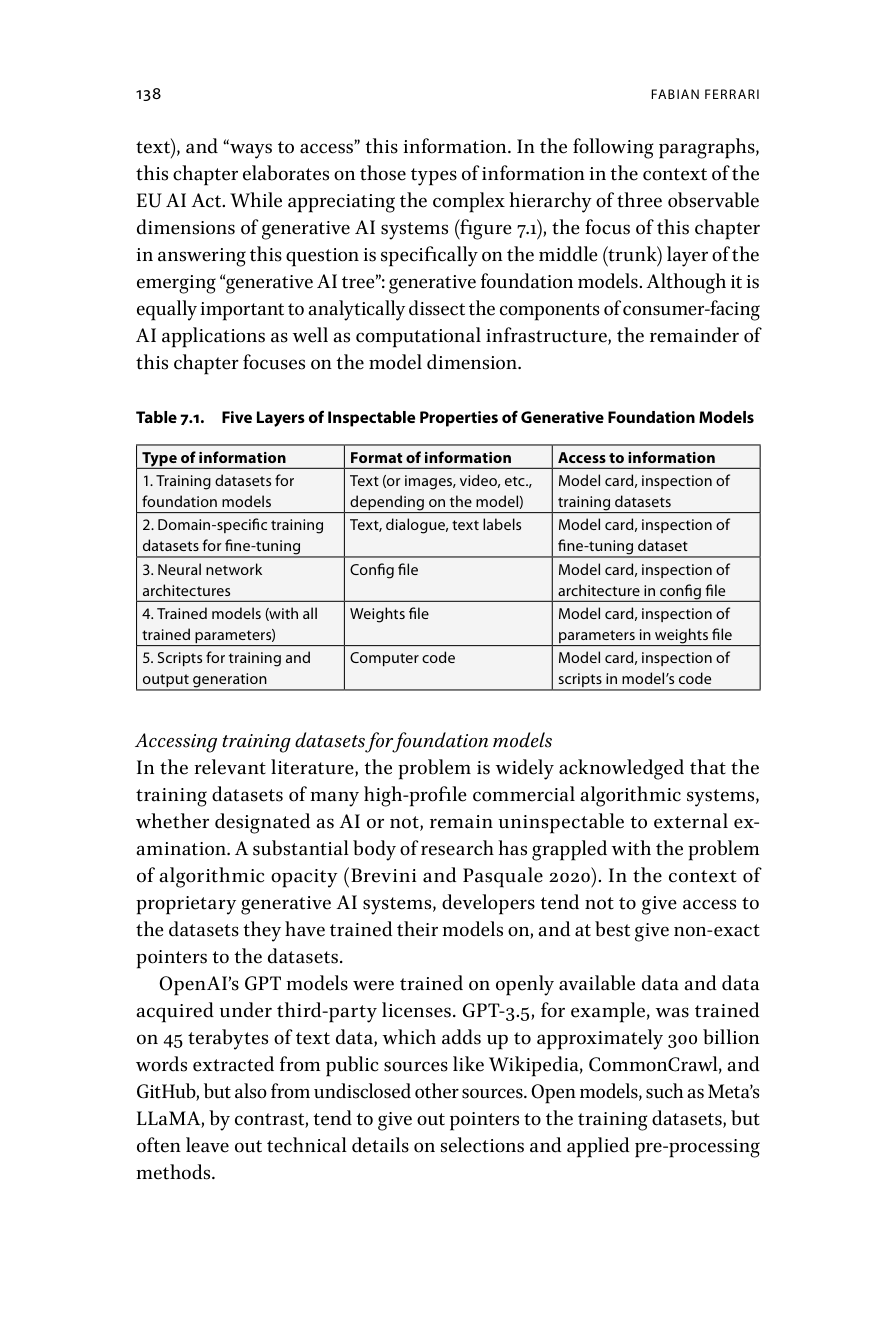 138 FABIAN FERRARI
text), and “ways to access” this information. In the following paragraphs,
this chapter elaborates on those types of information in the context of the
EU AI Act. While appreciating the complex hierarchy of three observable
dimensions of generative AI systems (figure 7.1), the focus of this chapter
in answering this question is specifically on the middle (trunk) layer of the
emerging “generative AI tree”: generative foundation models. Although it is
equally important to analytically dissect the components of consumer-facing
AI applications as well as computational infrastructure, the remainder of
this chapter focuses on the model dimension.
Table 7.1. Five Layers of Inspectable Properties of Generative Foundation Models
Type of information Format of information Access to information
1. Training datasets for Text (or images, video, etc., Model card, inspection of
foundation models depending on the model) training datasets
2. Domain-specific training Text, dialogue, text labels Model card, inspection of
datasets for fine-tuning fine-tuning dataset
3. Neural network Config file Model card, inspection of
architectures architecture in config file
4. Trained models (with all Weights file Model card, inspection of
trained parameters) parameters in weights file
5. Scripts for training and Computer code Model card, inspection of
output generation scripts in model’s code
Accessing training datasets for foundation models
In the relevant literature, the problem is widely acknowledged that the
training datasets of many high-profile commercial algorithmic systems,
whether designated as AI or not, remain uninspectable to external ex-
amination. A substantial body of research has grappled with the problem
of algorithmic opacity (Brevini and Pasquale 2020). In the context of
proprietary generative AI systems, developers tend not to give access to
the datasets they have trained their models on, and at best give non-exact
pointers to the datasets.
OpenAI’s GPT models were trained on openly available data and data
acquired under third-party licenses. GPT-3.5, for example, was trained
on 45 terabytes of text data, which adds up to approximately 300 billion
words extracted from public sources like Wikipedia, CommonCrawl, and
GitHub, but also from undisclosed other sources. Open models, such as Meta’s
LLaMA, by contrast, tend to give out pointers to the training datasets, but
often leave out technical details on selections and applied pre-processing
methods.